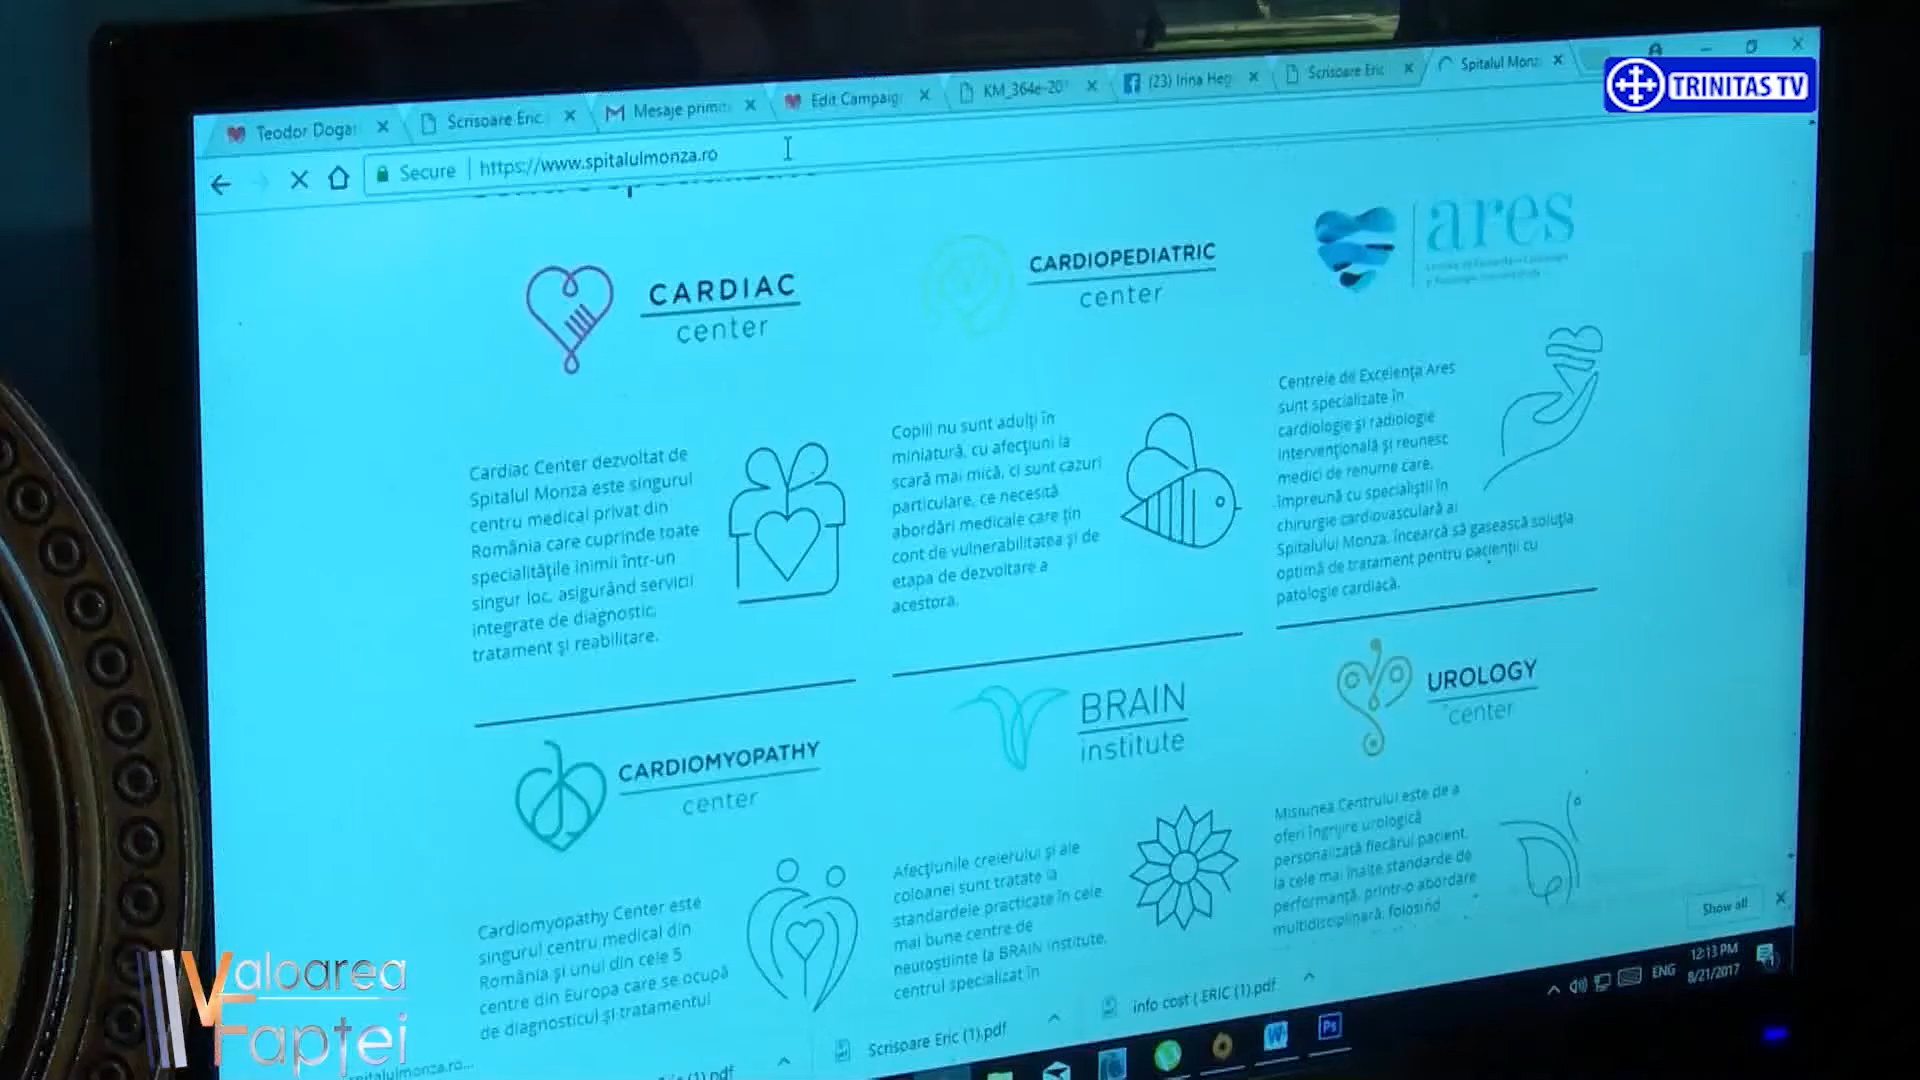 TRINITAS TV
Teodor Dogar
Scrisoare Eric
Mesaje primit
Edit Campaig
KM_364e-20
(23) Irina Heg
Scrisoare Eric
Spitalul Monz
Secure
https://www.spitalulmonza.ro
CARDIAC
center
Cardiac Center dezvoltat de
Spitalul Monza este singurul
centru medical privat din
România care cuprinde toate
specialitățile inimii într-un
singur loc, asigurând servicii
integrate de diagnostic,
tratament și reabilitare.
CARDIOPEDIATRIC
center
Copiii nu sunt adulți în
miniatură, cu afecțiuni la
scară mai mică, ci sunt cazuri
particulare, ce necesită
abordări medicale care țin
cont de vulnerabilitatea și de
etapa de dezvoltare a
acestora.
ares
Centrele de Excelența Ares
sunt specializate în
cardiologie și radiologie
intervențională și reunesc
medici de renume care,
împreună cu specialiștii în
chirurgie cardiovasculară ai
Spitalului Monza, încearcă să găsească soluția
optimă de tratament pentru pacienții cu
patologie cardiacă.
CARDIOMYOPATHY
center
Cardiomyopathy Center este
singurul centru medical din
România și unul din cele 5
centre din Europa care se ocupă
de diagnosticul și tratamentul
BRAIN
institute
Afecțiunile creierului și ale
coloanei sunt tratate la
standardele practicate în cele
mai bune centre de
neuroștiințe la BRAIN Institute,
centrul specializat în
UROLOGY
center
Misiunea Centrului este de a
oferi îngrijire urologică
personalizată fiecărui pacient,
la cele mai înalte standarde de
performanță, printr-o abordare
multidisciplinară, folosind
spitalulmonza.ro...
(1).pdf
Scrisoare Eric (1).pdf
info cost ( ERIC (1).pdf
Show all
ENG
12:13 PM
8/21/2017
Ps
Valoarea
Faptei